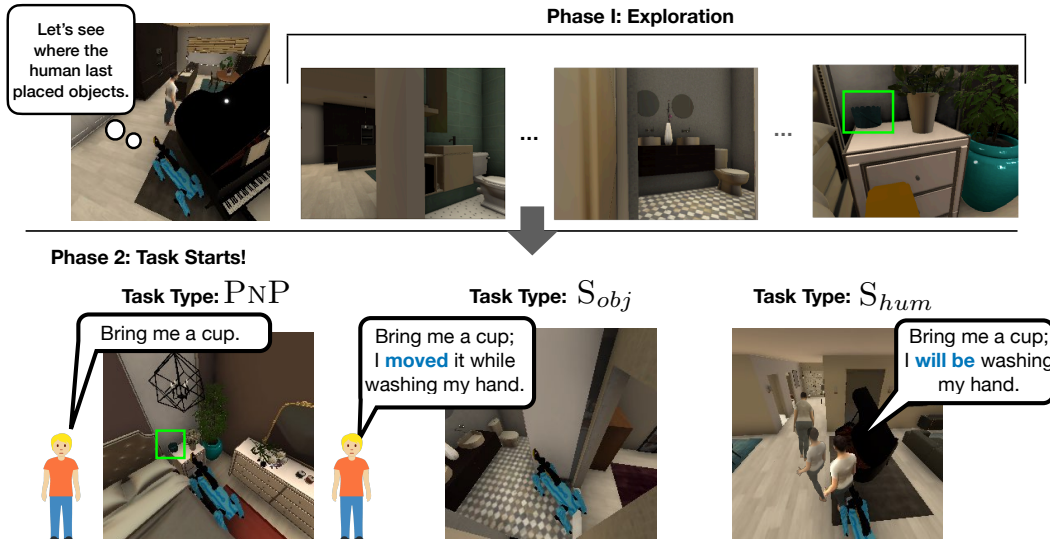 Phase I: Exploration
Let's see
where the
human last
placed objects.
...
...
Phase 2: Task Starts!
Task Type: PNP
Task Type: S_obj
Task Type: S_hum
Bring me a cup.
Bring me a cup;
I moved it while
washing my hand.
Bring me a cup;
I will be washing
my hand.